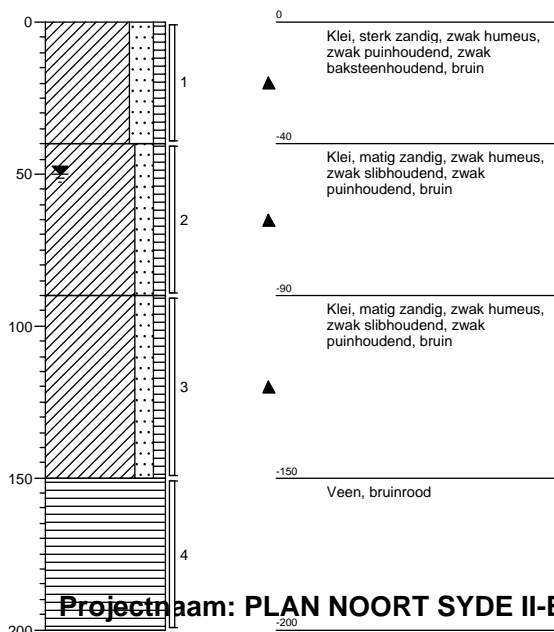 0
0
Klei, sterk zandig, zwak humeus,
zwak puinhoudend, zwak
baksteenhoudend, bruin
1
-40
Klei, matig zandig, zwak humeus,
zwak slibhoudend, zwak
puinhoudend, bruin
50
2
-90
Klei, matig zandig, zwak humeus,
zwak slibhoudend, zwak
puinhoudend, bruin
100
3
150
-150
Veen, bruinrood
4
Projectnaam: PLAN NOORT SYDE II-
200
-200